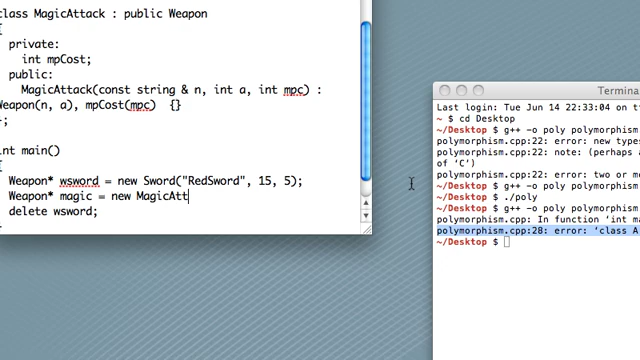 class MagicAttack : public Weapon
{
private:
int mpCost;
public:
MagicAttack(const string & n, int a, int mpc) :
Weapon(n, a), mpCost(mpc) {}
};
int main()
{
Weapon* wsword = new Sword("RedSword", 15, 5);
Weapon* magic = new MagicAtt
delete wsword;
}
Termina
Last login: Tue Jun 14 22:33:04 on t
~ $ cd Desktop
~/Desktop $ g++ -o poly polymorphism
polymorphism.cpp:22: error: new types
polymorphism.cpp:22: note: (perhaps a
of ‘C’)
polymorphism.cpp:22: error: two or mo
~/Desktop $ g++ -o poly polymorphism.
~/Desktop $ ./poly
~/Desktop $ g++ -o poly polymorphism.
polymorphism.cpp: In function ‘int ma
polymorphism.cpp:28: error: ‘class A
~/Desktop $